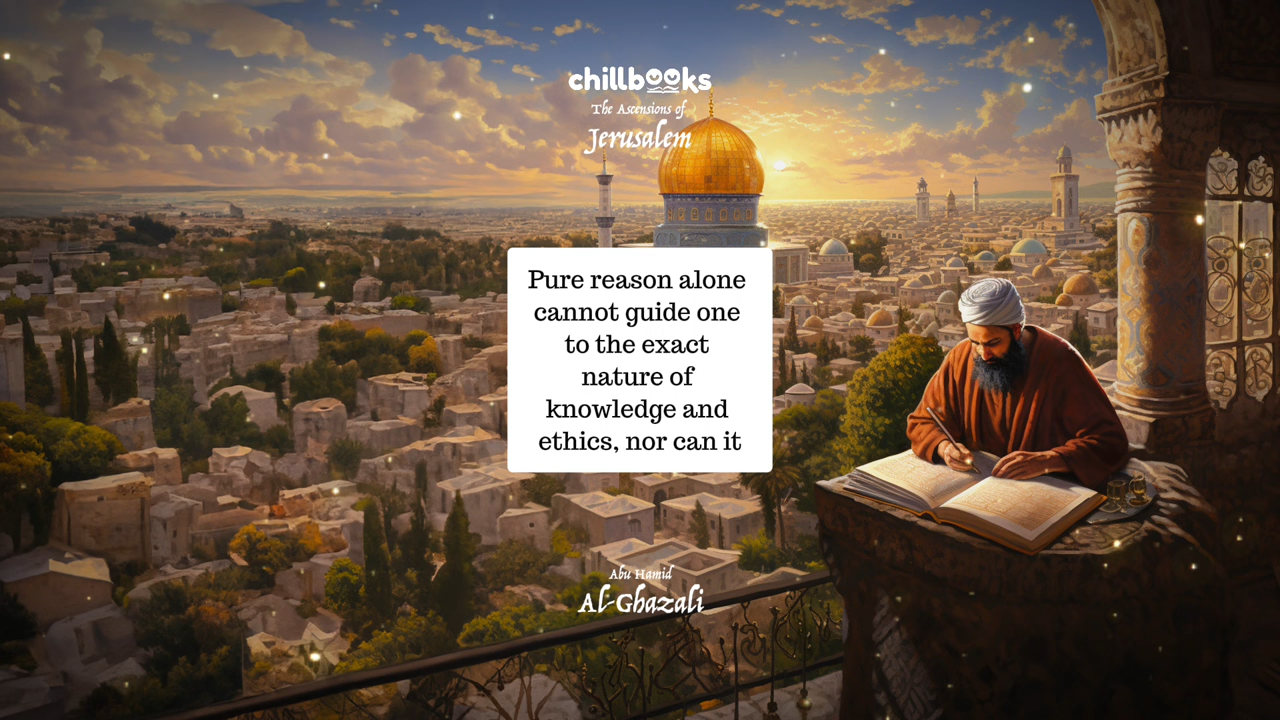 chillbooks
The Ascensions of
Jerusalem
Pure reason alone
cannot guide one
to the exact
nature of
knowledge and
ethics, nor can it
Abu Hamid
Al-Ghazali